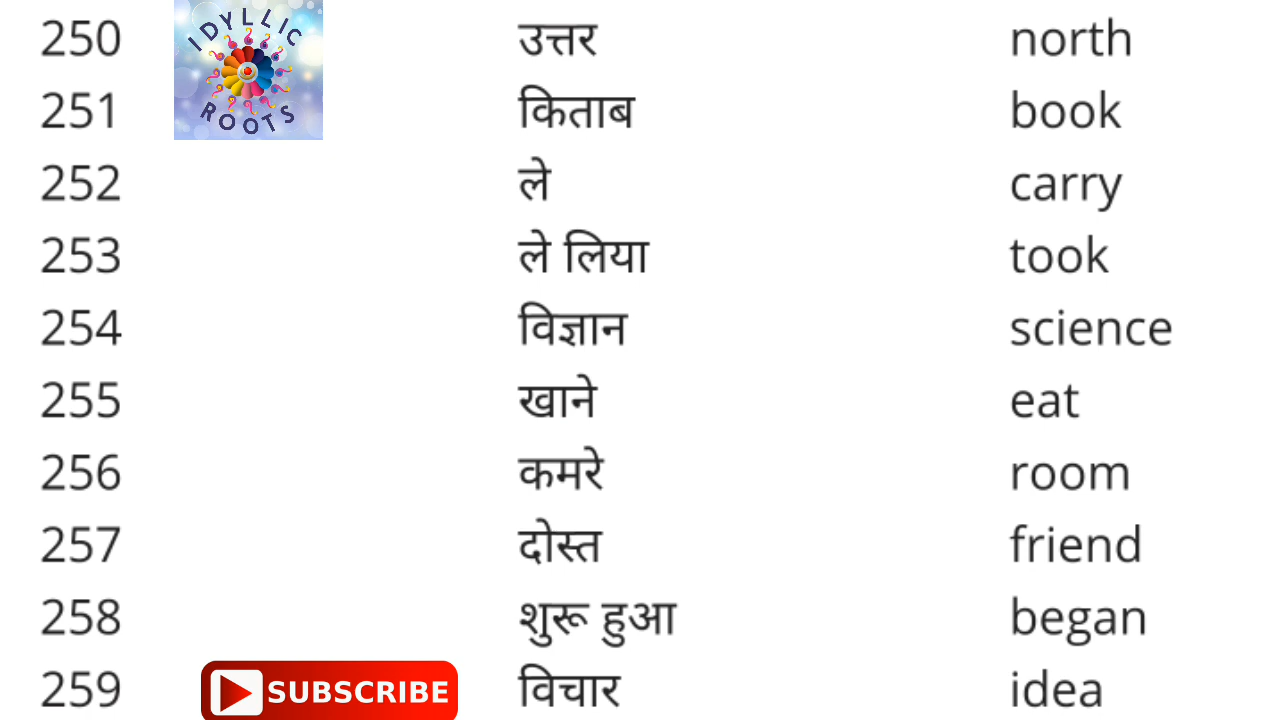 IDYLLIC
ROOTS
250 उत्तर north
251 किताब book
252 ले carry
253 ले लिया took
254 विज्ञान science
255 खाने eat
256 कमरे room
257 दोस्त friend
258 शुरू हुआ began
259 विचार idea
SUBSCRIBE